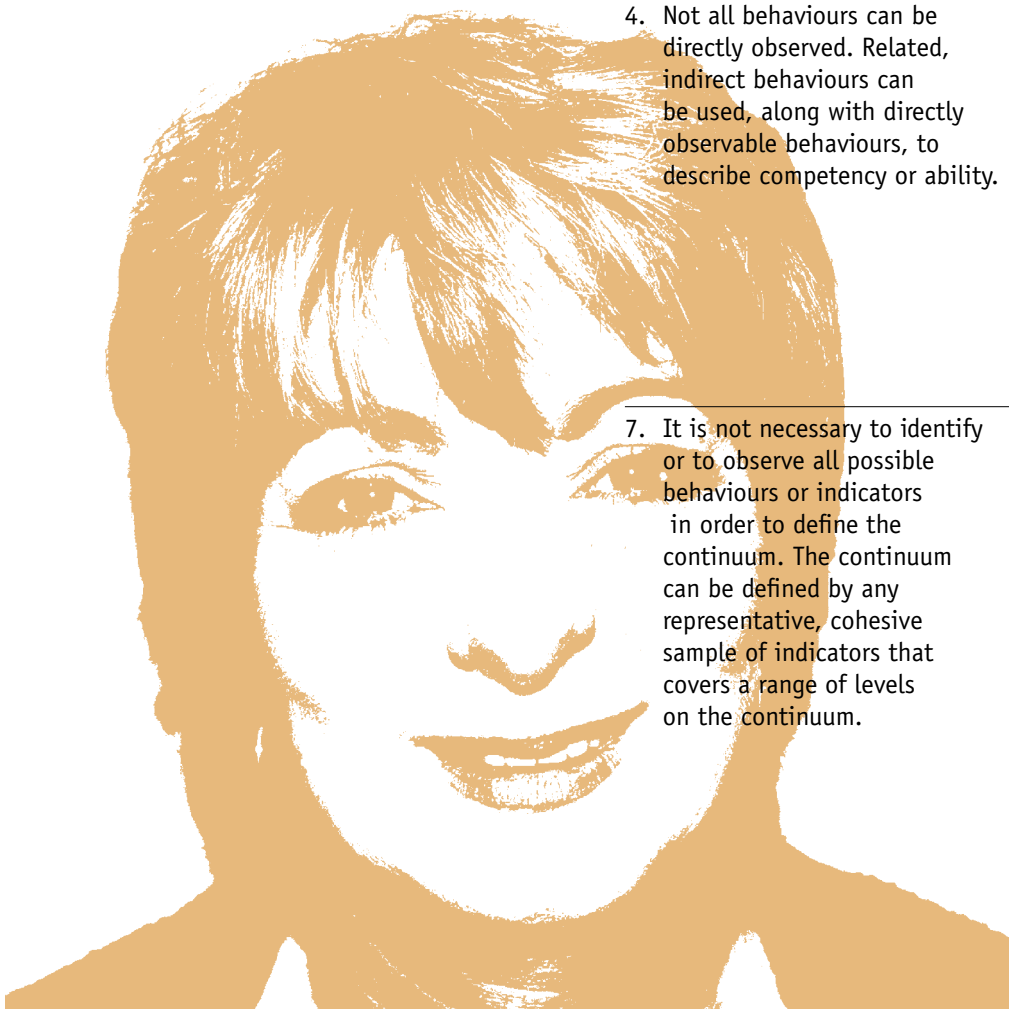 4. Not all behaviours can be
directly observed. Related,
indirect behaviours can
be used, along with directly
observable behaviours, to
describe competency or ability.
7. It is not necessary to identify
or to observe all possible
behaviours or indicators
in order to define the
continuum. The continuum
can be defined by any
representative, cohesive
sample of indicators that
covers a range of levels
on the continuum.